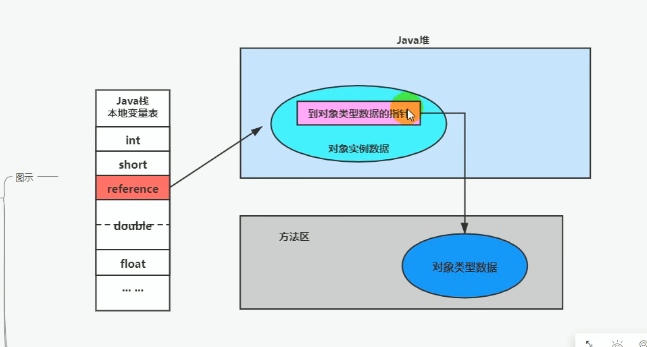 Java堆
Java栈
本地变量表
int
short
reference
double
float
... ...
到对象类型数据的指针
对象实例数据
图示
方法区
对象类型数据